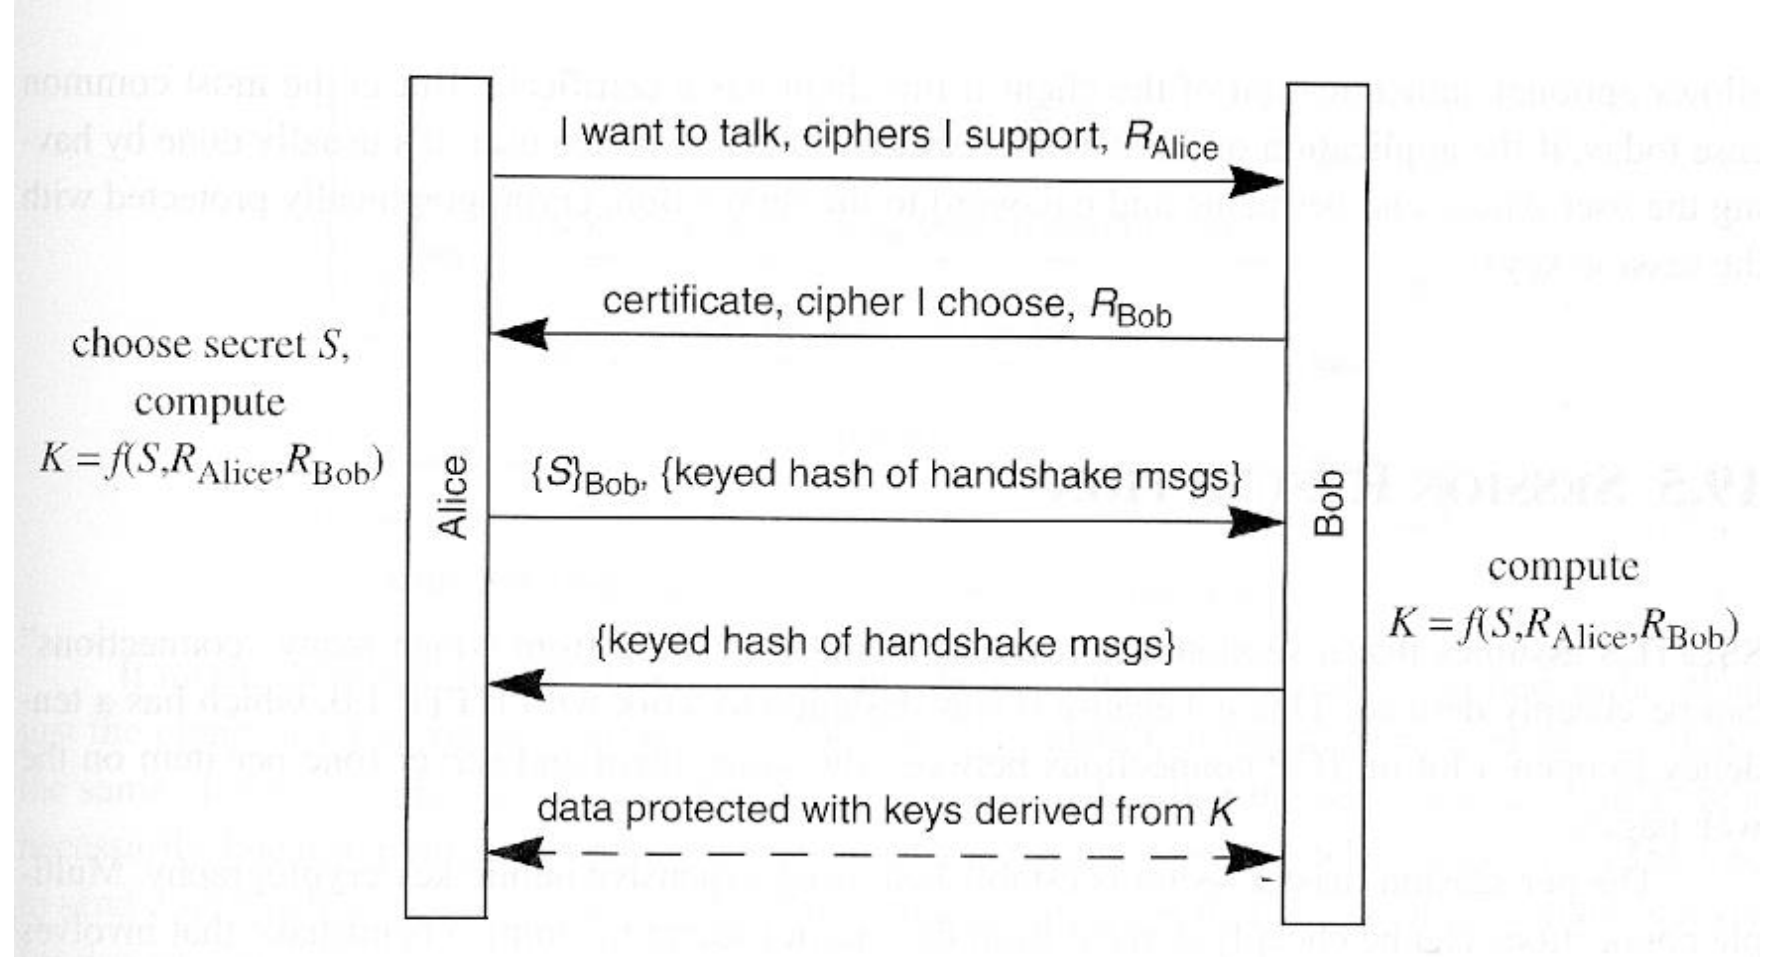 I want to talk, ciphers I support, R_Alice
certificate, cipher I choose, R_Bob
choose secret S,
compute
K = f(S,R_Alice,R_Bob)
{S}_Bob, {keyed hash of handshake msgs}
Alice
Bob
compute
K = f(S,R_Alice,R_Bob)
{keyed hash of handshake msgs}
data protected with keys derived from K